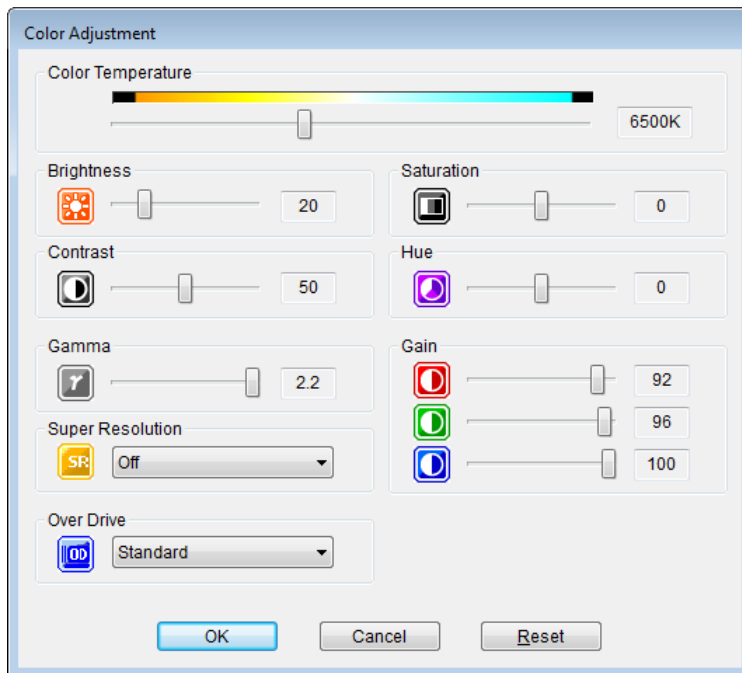 Color Adjustment
Color Temperature
6500K
Brightness
20
Saturation
0
Contrast
50
Hue
0
Gamma
γ
2.2
Gain
92
96
100
Super Resolution
SR
Off
Over Drive
OD
Standard
OK
Cancel
Reset